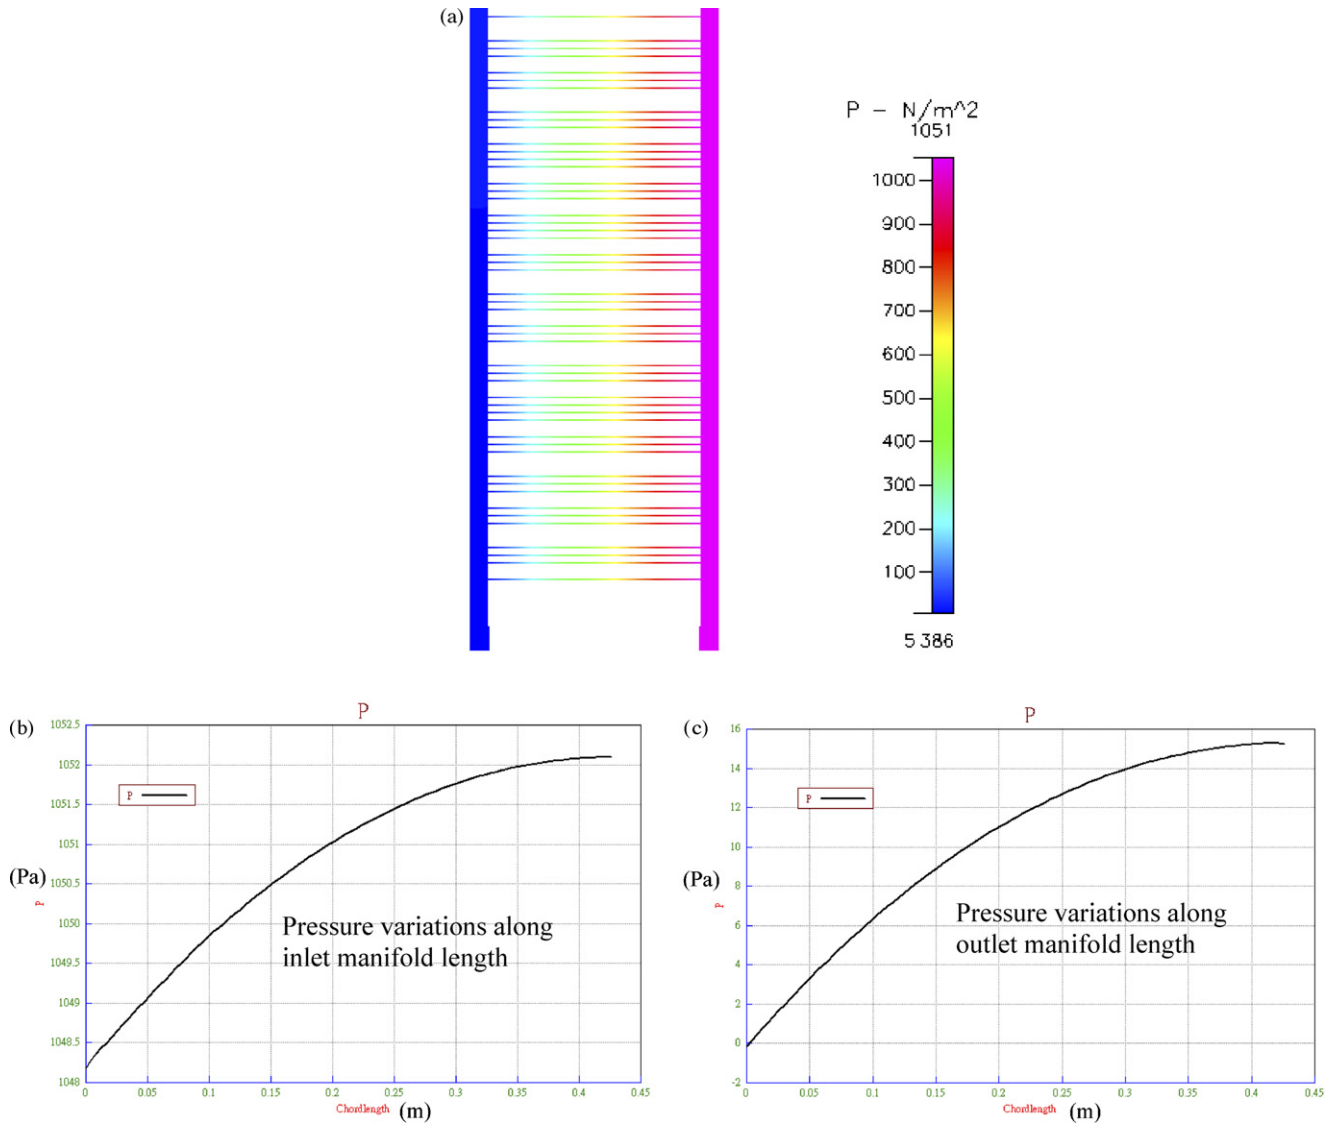 (a)
P - N/m^2
1051
1000
900
800
700
600
500
400
300
200
100
5 386
(b)
P
1052.5
1052
1051.5
1051
1050.5
1050
1049.5
1049
1048.5
1048
P
(Pa)
P
Pressure variations along
inlet manifold length
0 0.05 0.1 0.15 0.2 0.25 0.3 0.35 0.4 0.45
Chordlength (m)
(c)
P
16
14
12
10
8
6
4
2
0
-2
P
(Pa)
P
Pressure variations along
outlet manifold length
0 0.05 0.1 0.15 0.2 0.25 0.3 0.35 0.4 0.45
Chordlength (m)